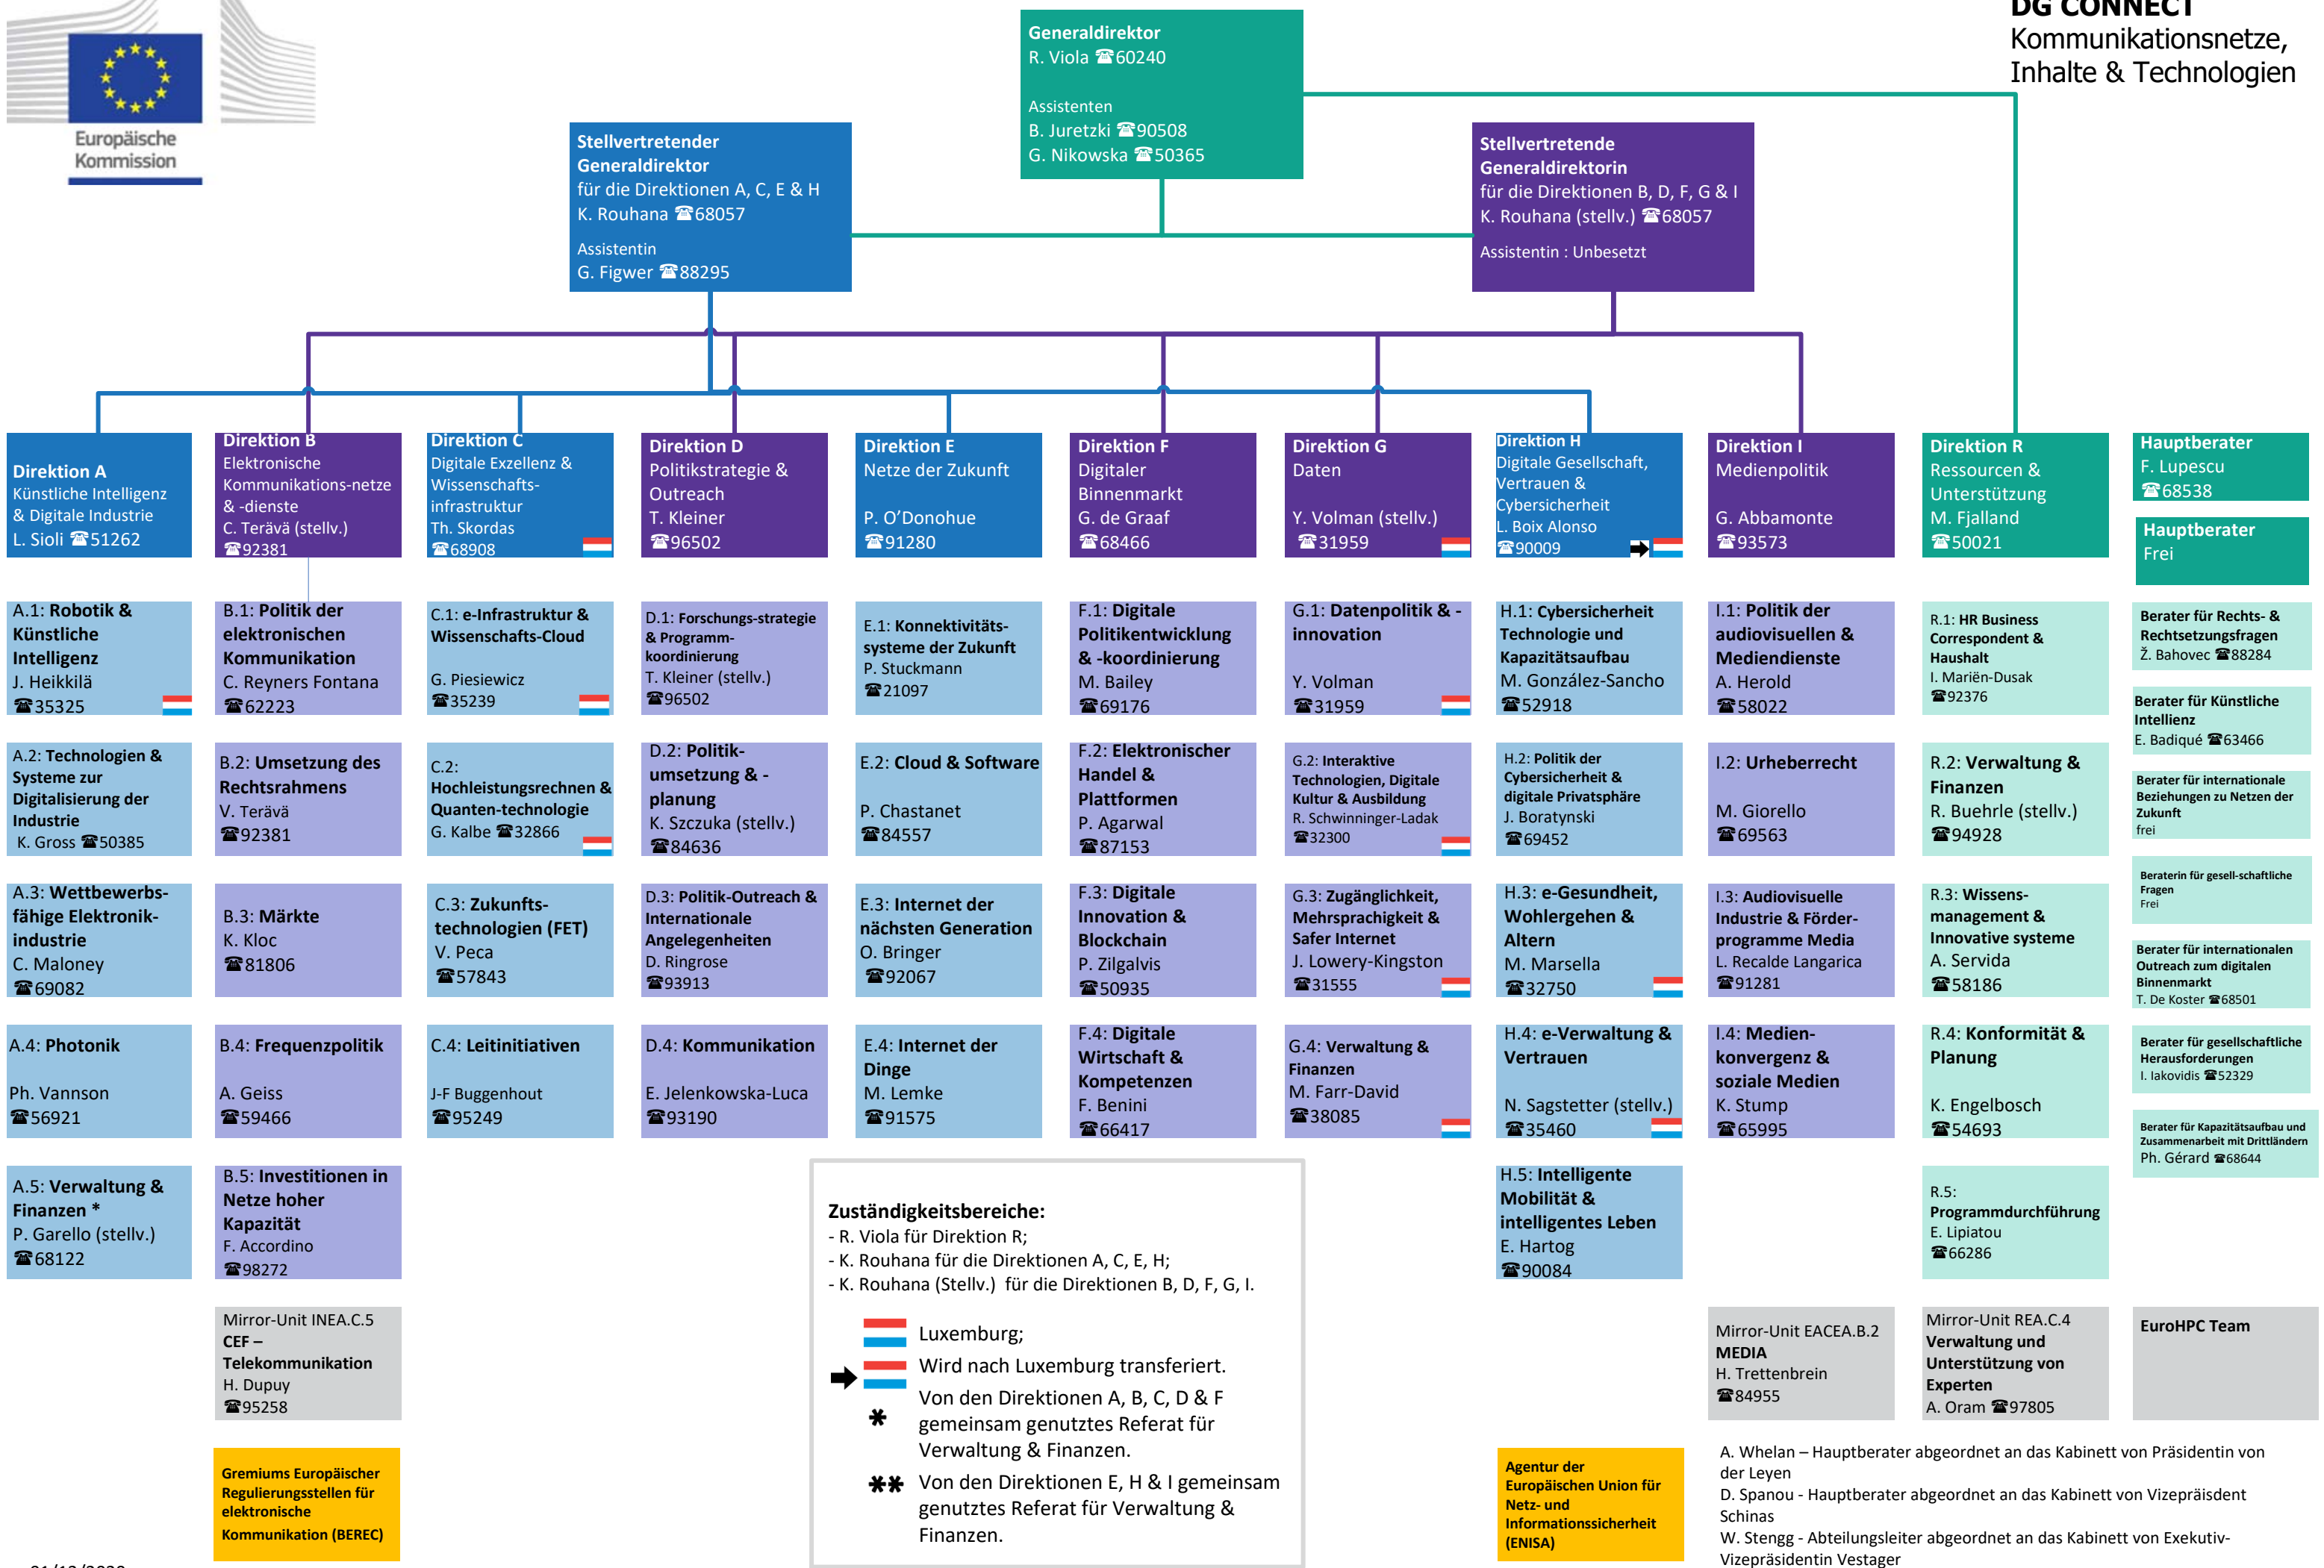 DG CONNECT
Kommunikationsnetze,
Inhalte & Technologien
Europäische
Kommission
Generaldirektor
R. Viola ☎60240
Assistenten
B. Juretzki ☎90508
G. Nikowska ☎50365
Stellvertretender
Generaldirektor
für die Direktionen A, C, E & H
K. Rouhana ☎68057
Assistentin
G. Figwer ☎88295
Stellvertretende
Generaldirektorin
für die Direktionen B, D, F, G & I
K. Rouhana (stellv.) ☎68057
Assistentin : Unbesetzt
Direktion A
Künstliche Intelligenz
& Digitale Industrie
L. Sioli ☎51262
Direktion B
Elektronische
Kommunikations-netze
& -dienste
C. Terävä (stellv.)
☎92381
Direktion C
Digitale Exzellenz &
Wissenschafts-
infrastruktur
Th. Skordas
☎68908
Direktion D
Politikstrategie &
Outreach
T. Kleiner
☎96502
Direktion E
Netze der Zukunft
P. O’Donohue
☎91280
Direktion F
Digitaler
Binnenmarkt
G. de Graaf
☎68466
Direktion G
Daten
Y. Volman (stellv.)
☎31959
Direktion H
Digitale Gesellschaft,
Vertrauen &
Cybersicherheit
L. Boix Alonso
☎90009
Direktion I
Medienpolitik
G. Abbamonte
☎93573
Direktion R
Ressourcen &
Unterstützung
M. Fjalland
☎50021
Hauptberater
F. Lupescu
☎68538
Hauptberater
Frei
A.1: Robotik &
Künstliche
Intelligenz
J. Heikkilä
☎35325
B.1: Politik der
elektronischen
Kommunikation
C. Reyners Fontana
☎62223
C.1: e-Infrastruktur &
Wissenschafts-Cloud
G. Piesiewicz
☎35239
D.1: Forschungs-strategie
& Programm-
koordinierung
T. Kleiner (stellv.)
☎96502
E.1: Konnektivitäts-
systeme der Zukunft
P. Stuckmann
☎21097
F.1: Digitale
Politikentwicklung
& -koordinierung
M. Bailey
☎69176
G.1: Datenpolitik & -
innovation
Y. Volman
☎31959
H.1: Cybersicherheit
Technologie und
Kapazitätsaufbau
M. González-Sancho
☎52918
I.1: Politik der
audiovisuellen &
Mediendienste
A. Herold
☎58022
R.1: HR Business
Correspondent &
Haushalt
I. Mariën-Dusak
☎92376
Berater für Rechts- &
Rechtsetzungsfragen
Ž. Bahovec ☎88284
Berater für Künstliche
Intellienz
E. Badiqué ☎63466
A.2: Technologien &
Systeme zur
Digitalisierung der
Industrie
K. Gross ☎50385
B.2: Umsetzung des
Rechtsrahmens
V. Terävä
☎92381
C.2:
Hochleistungsrechnen &
Quanten-technologie
G. Kalbe ☎32866
D.2: Politik-
umsetzung & -
planung
K. Szczuka (stellv.)
☎84636
E.2: Cloud & Software
P. Chastanet
☎84557
F.2: Elektronischer
Handel &
Plattformen
P. Agarwal
☎87153
G.2: Interaktive
Technologien, Digitale
Kultur & Ausbildung
R. Schwinninger-Ladak
☎32300
H.2: Politik der
Cybersicherheit &
digitale Privatsphäre
J. Boratynski
☎69452
I.2: Urheberrecht
M. Giorello
☎69563
R.2: Verwaltung &
Finanzen
R. Buehrle (stellv.)
☎94928
Berater für internationale
Beziehungen zu Netzen der
Zukunft
frei
A.3: Wettbewerbs-
fähige Elektronik-
industrie
C. Maloney
☎69082
B.3: Märkte
K. Kloc
☎81806
C.3: Zukunfts-
technologien (FET)
V. Peca
☎57843
D.3: Politik-Outreach &
Internationale
Angelegenheiten
D. Ringrose
☎93913
E.3: Internet der
nächsten Generation
O. Bringer
☎92067
F.3: Digitale
Innovation &
Blockchain
P. Zilgalvis
☎50935
G.3: Zugänglichkeit,
Mehrsprachigkeit &
Safer Internet
J. Lowery-Kingston
☎31555
H.3: e-Gesundheit,
Wohlergehen &
Altern
M. Marsella
☎32750
I.3: Audiovisuelle
Industrie & Förder-
programme Media
L. Recalde Langarica
☎91281
R.3: Wissens-
management &
Innovative systeme
A. Servida
☎58186
Beraterin für gesell-schaftliche
Fragen
Frei
Berater für internationalen
Outreach zum digitalen
Binnenmarkt
T. De Koster ☎68501
A.4: Photonik
Ph. Vannson
☎56921
B.4: Frequenzpolitik
A. Geiss
☎59466
C.4: Leitinitiativen
J-F Buggenhout
☎95249
D.4: Kommunikation
E. Jelenkowska-Luca
☎93190
E.4: Internet der
Dinge
M. Lemke
☎91575
F.4: Digitale
Wirtschaft &
Kompetenzen
F. Benini
☎66417
G.4: Verwaltung &
Finanzen
M. Farr-David
☎38085
H.4: e-Verwaltung &
Vertrauen
N. Sagstetter (stellv.)
☎35460
I.4: Medien-
konvergenz &
soziale Medien
K. Stump
☎65995
R.4: Konformität &
Planung
K. Engelbosch
☎54693
Berater für gesellschaftliche
Herausforderungen
I. Iakovidis ☎52329
Berater für Kapazitätsaufbau und
Zusammenarbeit mit Drittländern
Ph. Gérard ☎68644
A.5: Verwaltung &
Finanzen *
P. Garello (stellv.)
☎68122
B.5: Investitionen in
Netze hoher
Kapazität
F. Accordino
☎98272
H.5: Intelligente
Mobilität &
intelligentes Leben
E. Hartog
☎90084
R.5:
Programmdurchführung
E. Lipiatou
☎66286
Zuständigkeitsbereiche:
- R. Viola für Direktion R;
- K. Rouhana für die Direktionen A, C, E, H;
- K. Rouhana (Stellv.) für die Direktionen B, D, F, G, I.
Luxemburg;
Wird nach Luxemburg transferiert.
* Von den Direktionen A, B, C, D & F
gemeinsam genutztes Referat für
Verwaltung & Finanzen.
** Von den Direktionen E, H & I gemeinsam
genutztes Referat für Verwaltung &
Finanzen.
Mirror-Unit INEA.C.5
CEF –
Telekommunikation
H. Dupuy
☎95258
Mirror-Unit EACEA.B.2
MEDIA
H. Trettenbrein
☎84955
Mirror-Unit REA.C.4
Verwaltung und
Unterstützung von
Experten
A. Oram ☎97805
EuroHPC Team
Gremiums Europäischer
Regulierungsstellen für
elektronische
Kommunikation (BEREC)
Agentur der
Europäischen Union für
Netz- und
Informationssicherheit
(ENISA)
A. Whelan – Hauptberater abgeordnet an das Kabinett von Präsidentin von
der Leyen
D. Spanou - Hauptberater abgeordnet an das Kabinett von Vizepräisdent
Schinas
W. Stengg - Abteilungsleiter abgeordnet an das Kabinett von Exekutiv-
Vizepräsidentin Vestager